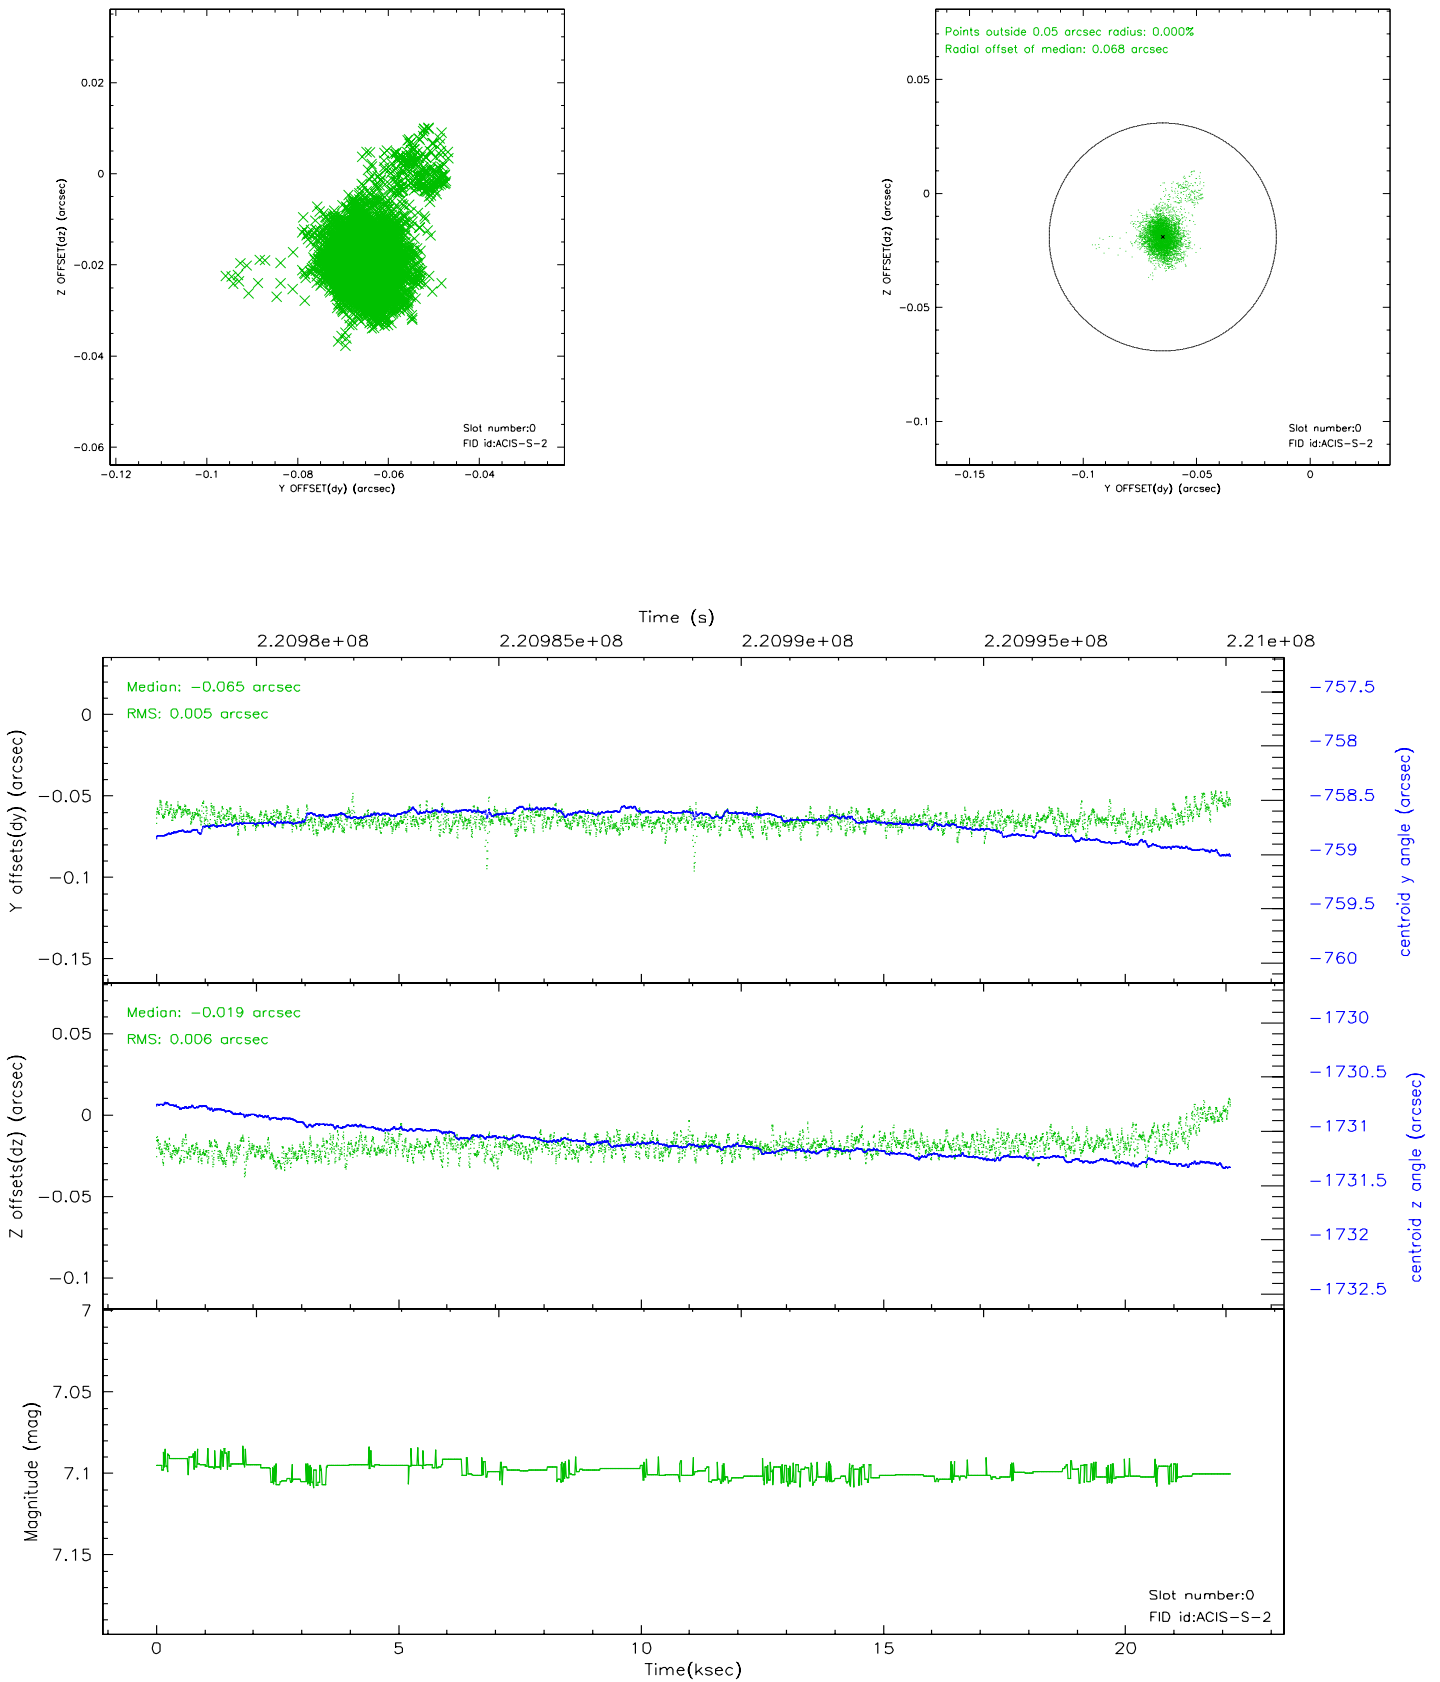 0.02
0
-0.02
-0.04
-0.06
Z OFFSET(dz) (arcsec)
Slot number:0
FID id:ACIS-S-2
-0.12 -0.1 -0.08 -0.06 -0.04
Y OFFSET(dy) (arcsec)
Points outside 0.05 arcsec radius: 0.000%
Radial offset of median: 0.068 arcsec
0.05
0
-0.05
-0.1
Z OFFSET(dz) (arcsec)
Slot number:0
FID id:ACIS-S-2
-0.15 -0.1 -0.05 0
Y OFFSET(dy) (arcsec)
Time (s)
2.2098e+08 2.20985e+08 2.2099e+08 2.20995e+08 2.21e+08
Median: -0.065 arcsec
RMS: 0.005 arcsec
0
-0.05
-0.1
-0.15
Y offsets(dy) (arcsec)
-757.5
-758
-758.5
-759
-759.5
-760
centroid y angle (arcsec)
Median: -0.019 arcsec
RMS: 0.006 arcsec
0.05
0
-0.05
-0.1
Z offsets(dz) (arcsec)
-1730
-1730.5
-1731
-1731.5
-1732
-1732.5
centroid z angle (arcsec)
7
7.05
7.1
7.15
Magnitude (mag)
Slot number:0
FID id:ACIS-S-2
0 5 10 15 20
Time(ksec)